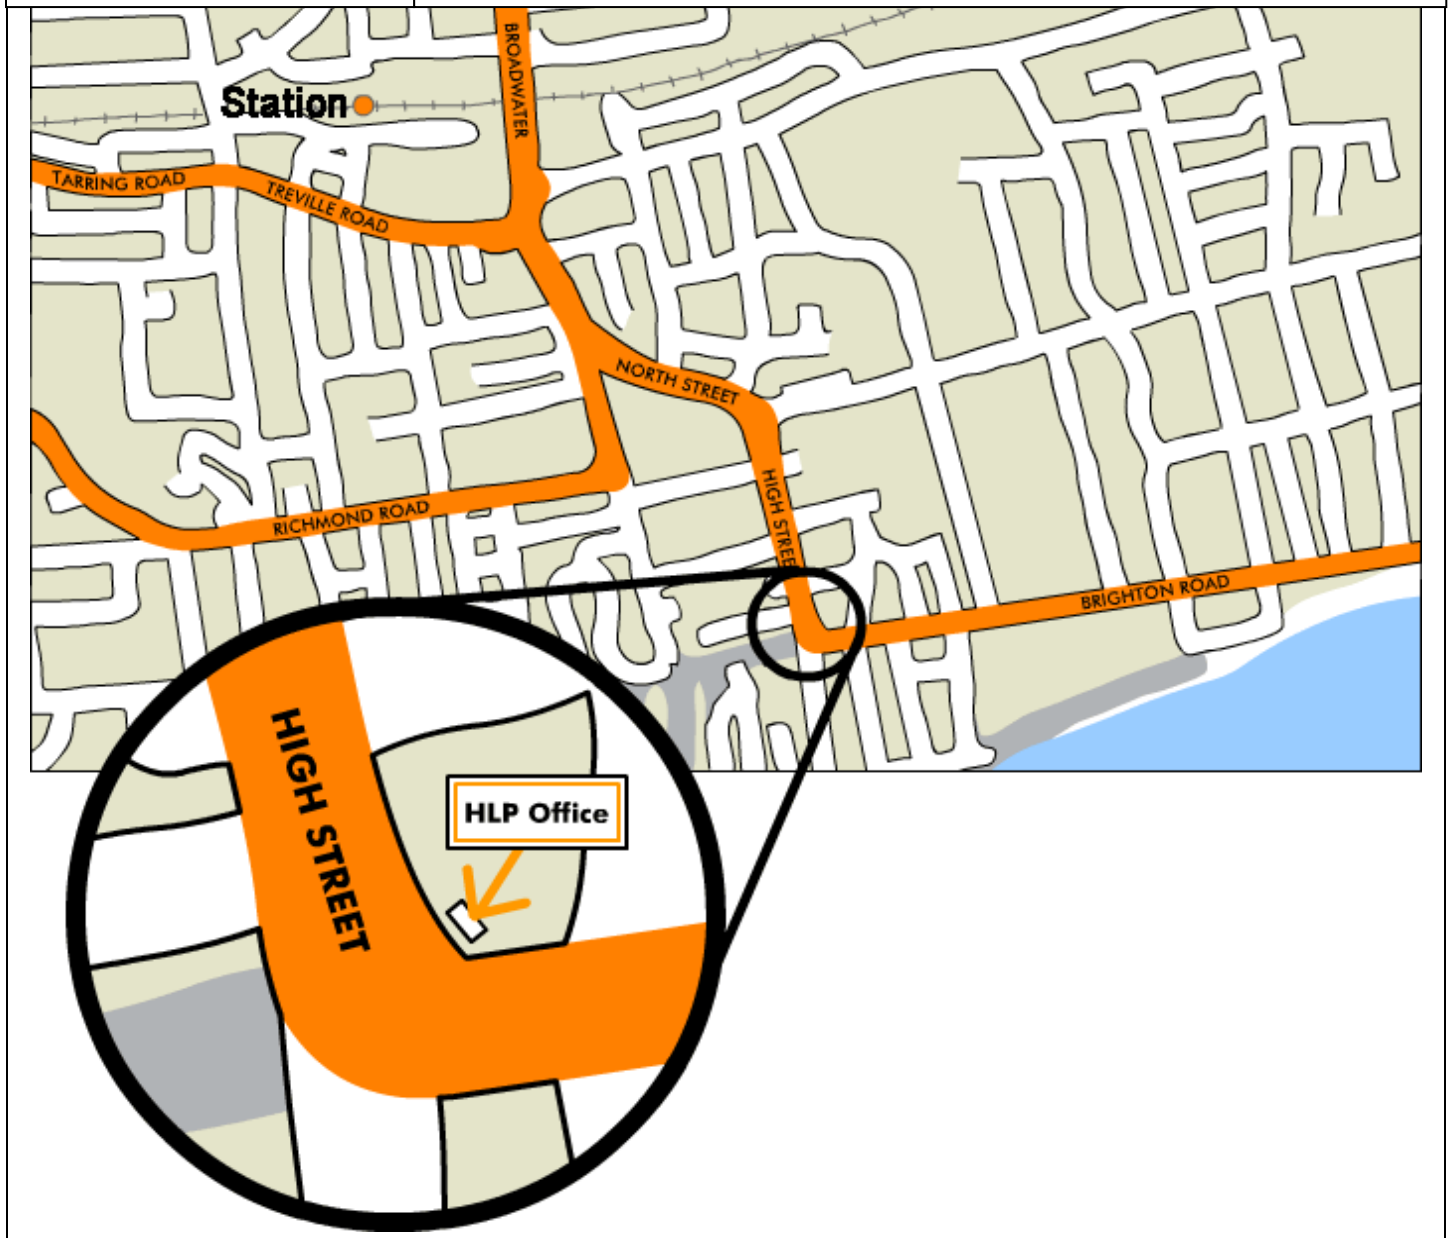 BROADWATER
Station
TARRING ROAD
TREVILLE ROAD
NORTH STREET
HIGH STREE
RICHMOND ROAD
BRIGHTON ROAD
HIGH STREET
HLP Office